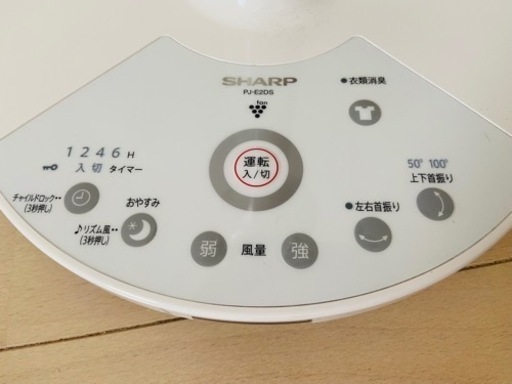 SHARP
PJ-E2DS
ion
●衣類消臭
1 2 4 6 H
入 切 タイマー
チャイルドロック••
(3秒押し)
おやすみ
♪リズム風••
(3秒押し)
運転
入/切
弱 風量 強
●左右首振り
50° 100°
上下首振り